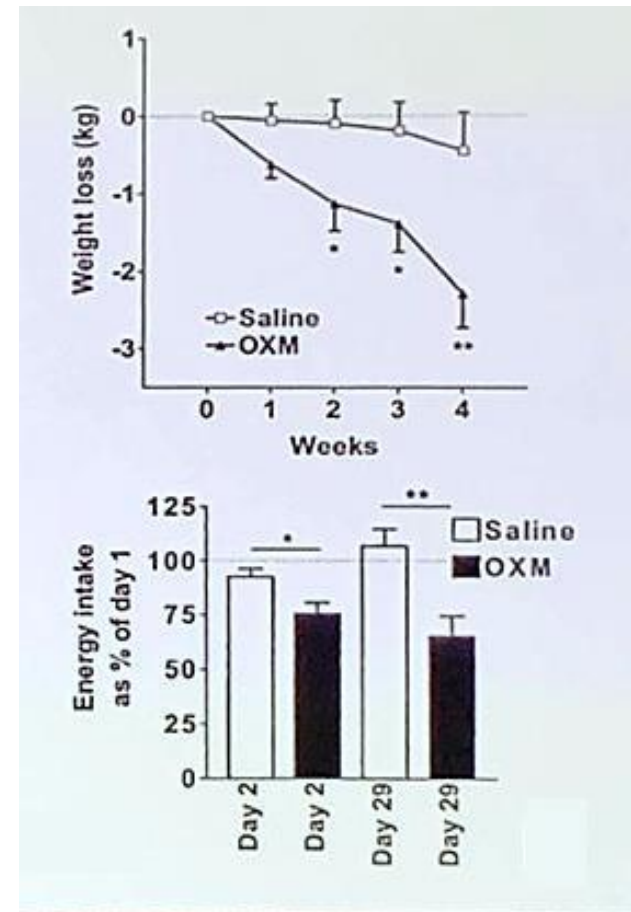 1
0
-1
-2
-3
Weight loss (kg)
Saline
OXM
*
*
**
0 1 2 3 4
Weeks
125
100
75
50
25
0
Energy intake
as % of day 1
*
**
Saline
OXM
Day 2
Day 2
Day 29
Day 29